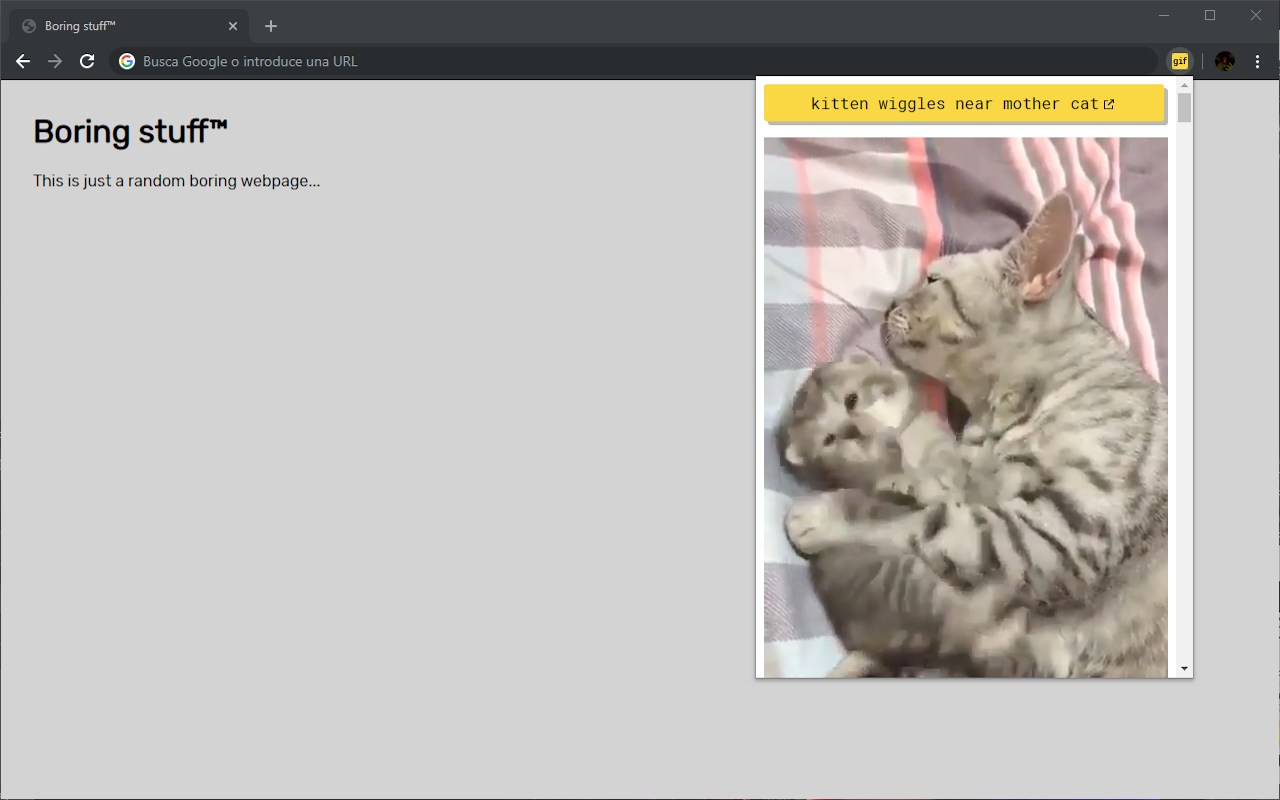 Boring stuff™
Busca Google o introduce una URL
gif
kitten wiggles near mother cat
Boring stuff™
This is just a random boring webpage...